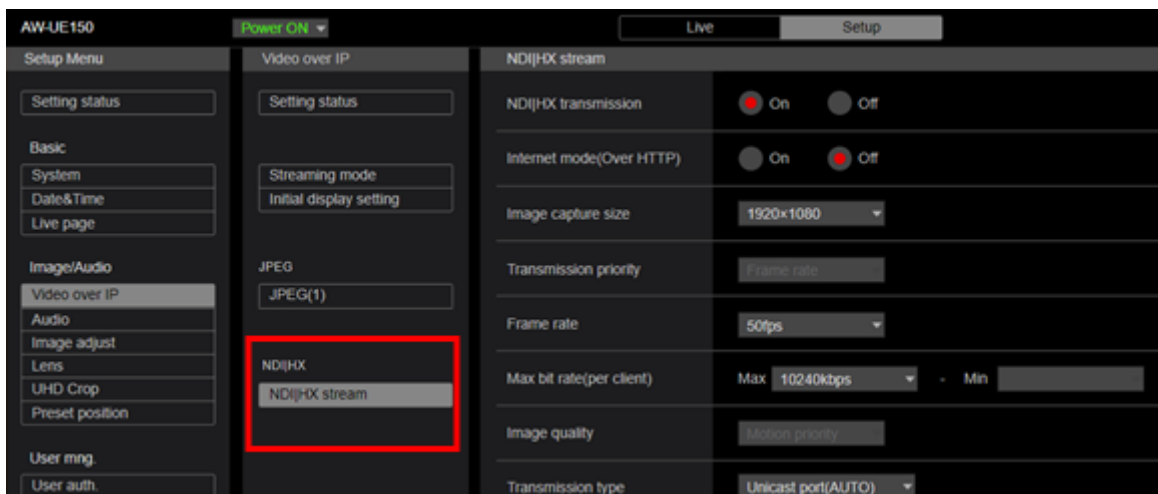 AW-UE150
Power ON
Live
Setup
Setup Menu
Setting status
Basic
System
Date&Time
Live page
Image/Audio
Video over IP
Audio
Image adjust
Lens
UHD Crop
Preset position
User mng.
User auth.
Video over IP
Setting status
Streaming mode
Initial display setting
JPEG
JPEG(1)
NDI|HX
NDI|HX stream
NDI|HX stream
NDI|HX transmission On Off
Internet mode(Over HTTP) On Off
Image capture size 1920×1080
Transmission priority Frame rate
Frame rate 50fps
Max bit rate(per client) Max 10240kbps - Min
Image quality Motion priority
Transmission type Unicast port(AUTO)